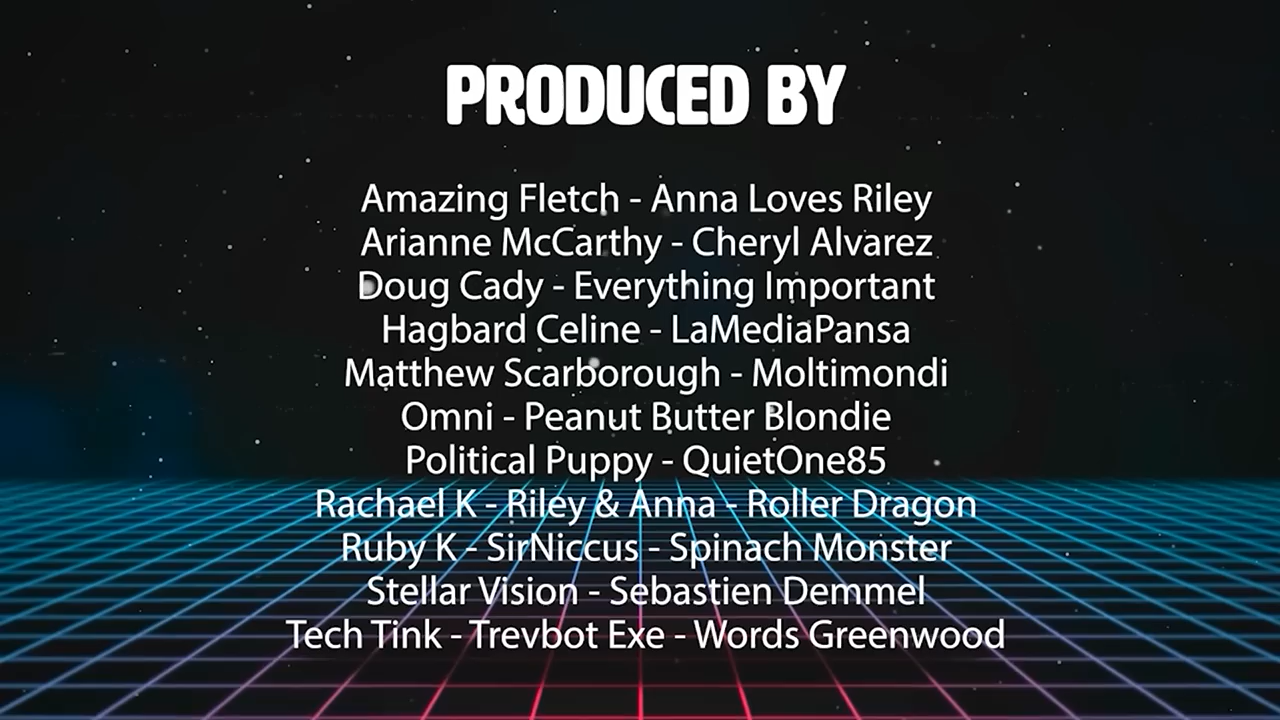 PRODUCED BY
Amazing Fletch - Anna Loves Riley
Arianne McCarthy - Cheryl Alvarez
Doug Cady - Everything Important
Hagbard Celine - LaMediaPansa
Matthew Scarborough - Moltimondi
Omni - Peanut Butter Blondie
Political Puppy - QuietOne85
Rachael K - Riley & Anna - Roller Dragon
Ruby K - SirNiccus - Spinach Monster
Stellar Vision - Sebastien Demmel
Tech Tink - Trevbot Exe - Words Greenwood